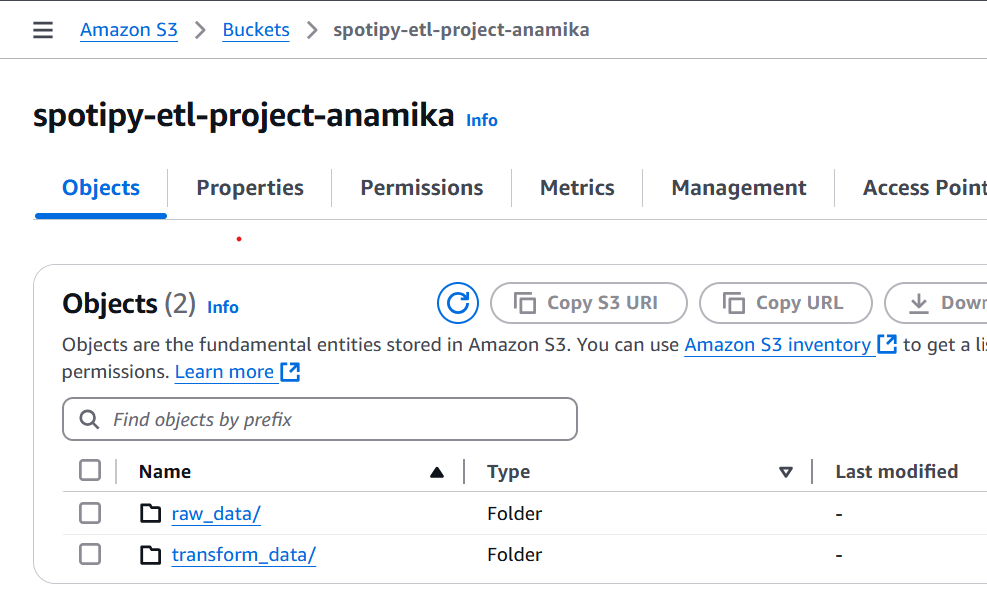 Amazon S3 > Buckets > spotipy-etl-project-anamika
spotipy-etl-project-anamika Info
Objects Properties Permissions Metrics Management Access Point
Objects (2) Info Copy S3 URI Copy URL Down
Objects are the fundamental entities stored in Amazon S3. You can use Amazon S3 inventory to get a li
permissions. Learn more
Find objects by prefix
Name Type Last modified
raw_data/ Folder -
transform_data/ Folder -